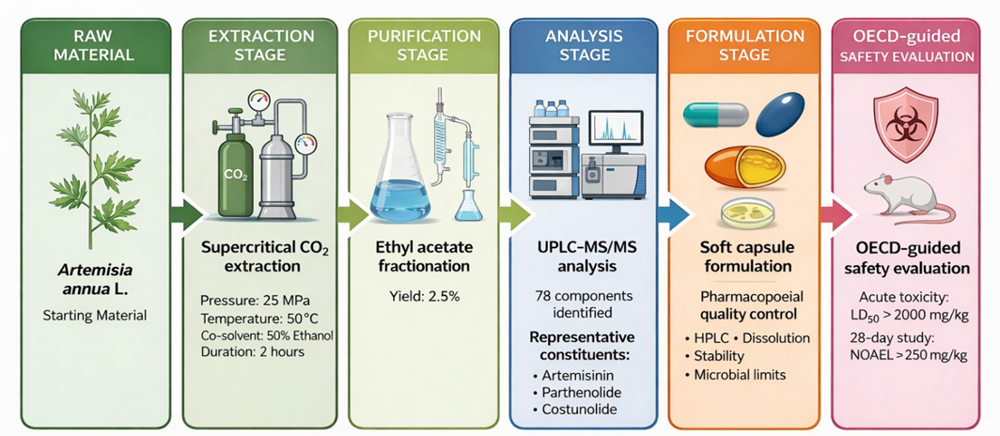 RAW
MATERIAL
CO₂
Artemisia
annua L.
Starting Material
EXTRACTION
STAGE
CO₂
Supercritical CO₂
extraction
Pressure: 25 MPa
Temperature: 50°C
Co-solvent: 50% Ethanol
Duration: 2 hours
PURIFICATION
STAGE
Ethyl acetate
fractionation
Yield: 2.5%
ANALYSIS
STAGE
UPLC-MS/MS
analysis
78 components
identified
Representative
constituents:
• Artemisinin
• Parthenolide
• Costunolide
FORMULATION
STAGE
Soft capsule
formulation
Pharmacopoeial
quality control
• HPLC • Dissolution
• Stability
• Microbial limits
OECD-guided
SAFETY EVALUATION
OECD-guided
safety evaluation
Acute toxicity:
LD₅₀ > 2000 mg/kg
28-day study:
NOAEL > 250 mg/kg